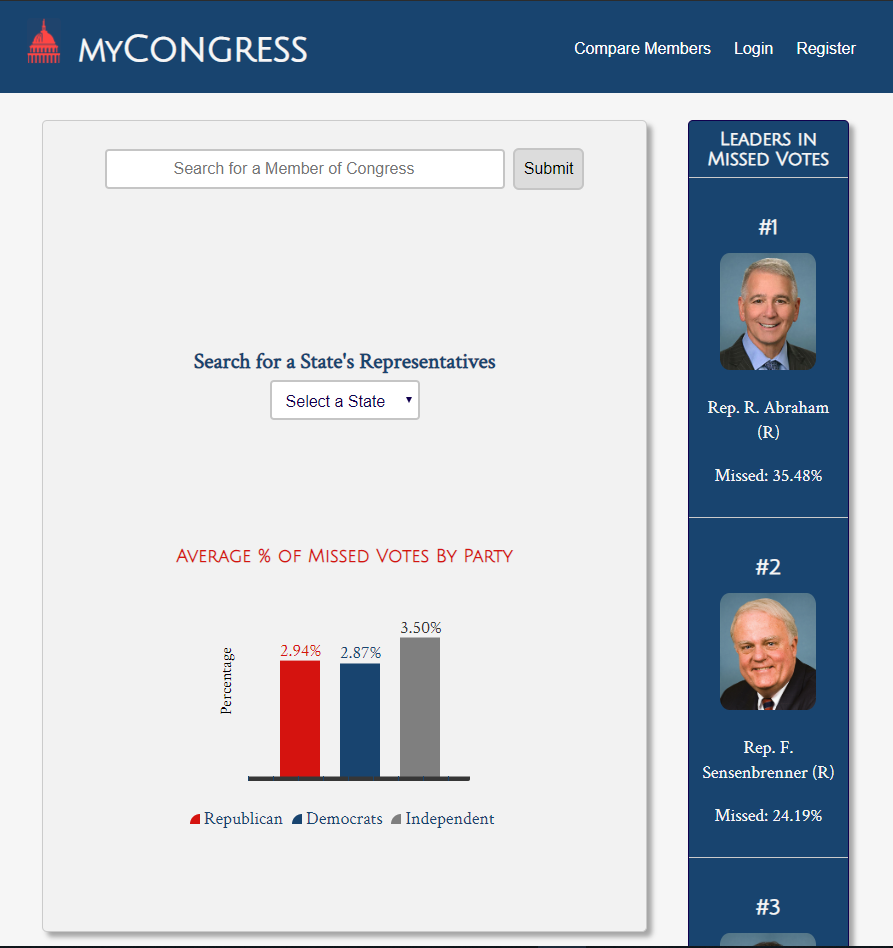 MyCongress
Compare Members Login Register
Search for a Member of Congress
Submit
Search for a State's Representatives
Select a State
Average % of Missed Votes By Party
Percentage
2.94%
2.87%
3.50%
Republican Democrats Independent
Leaders in
Missed Votes
#1
Rep. R. Abraham
(R)
Missed: 35.48%
#2
Rep. F.
Sensenbrenner (R)
Missed: 24.19%
#3